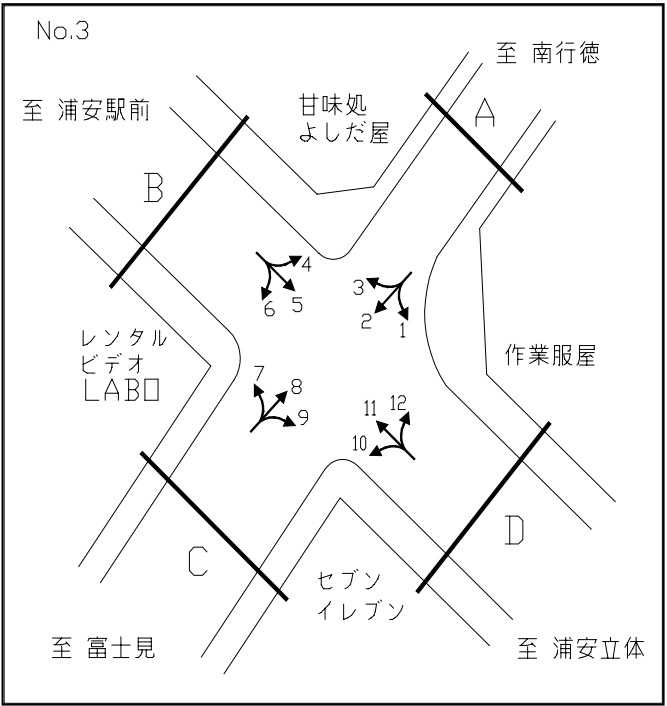 No.3
至 南行徳
至 浦安駅前
甘味処
よしだ屋
A
B
4
5
6
3
2
1
レンタル
ビデオ
LABO
作業服屋
7
8
9
11
12
10
C
D
セブン
イレブン
至 富士見
至 浦安立体